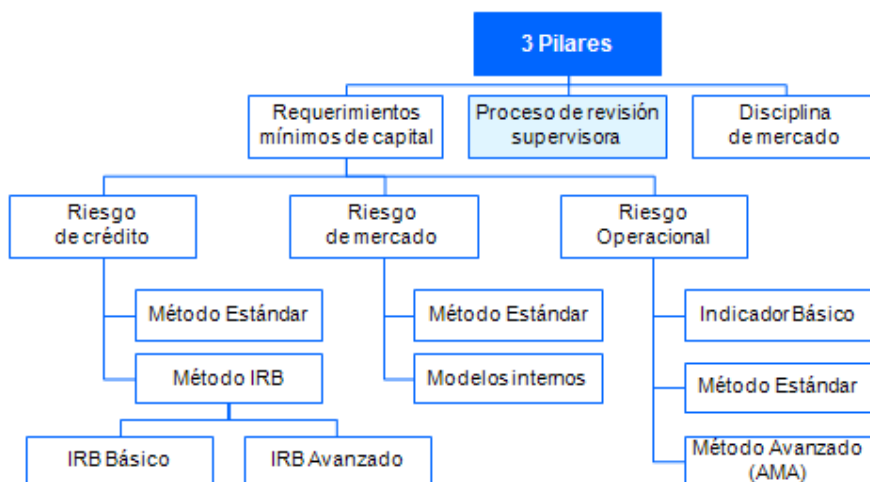 3 Pilares
Requerimientos
mínimos de capital
Proceso de revisión
supervisora
Disciplina
de mercado
Riesgo
de crédito
Riesgo
de mercado
Riesgo
Operacional
Método Estándar
Método Estándar
Indicador Básico
Método IRB
Modelos internos
Método Estándar
IRB Básico
IRB Avanzado
Método Avanzado
(AMA)